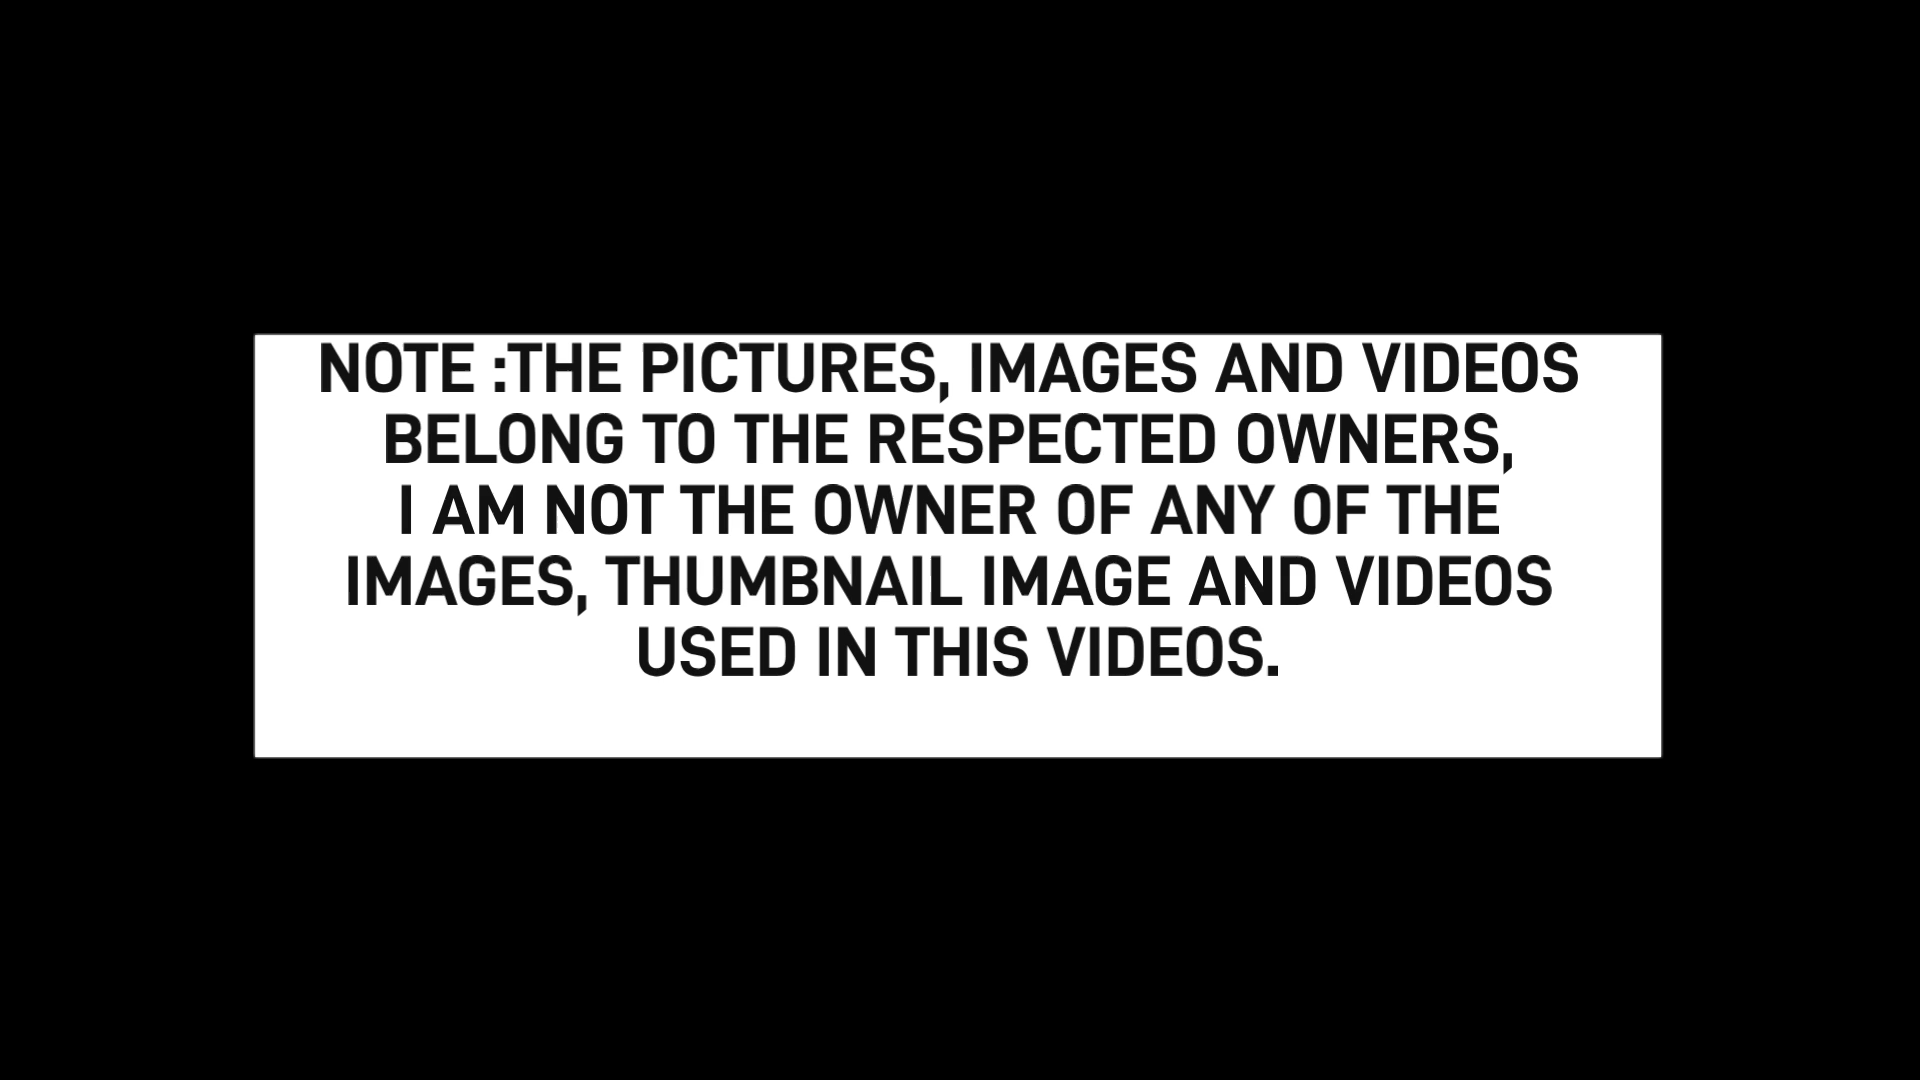 NOTE :THE PICTURES, IMAGES AND VIDEOS
BELONG TO THE RESPECTED OWNERS,
I AM NOT THE OWNER OF ANY OF THE
IMAGES, THUMBNAIL IMAGE AND VIDEOS
USED IN THIS VIDEOS.